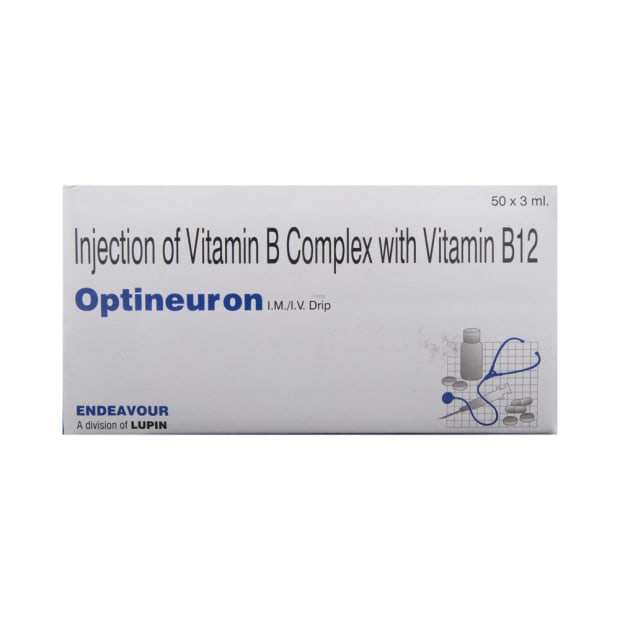 50 x 3 ml.
Injection of Vitamin B Complex with Vitamin B12
Optineuron I.M./I.V. Drip
ENDEAVOUR
A division of LUPIN